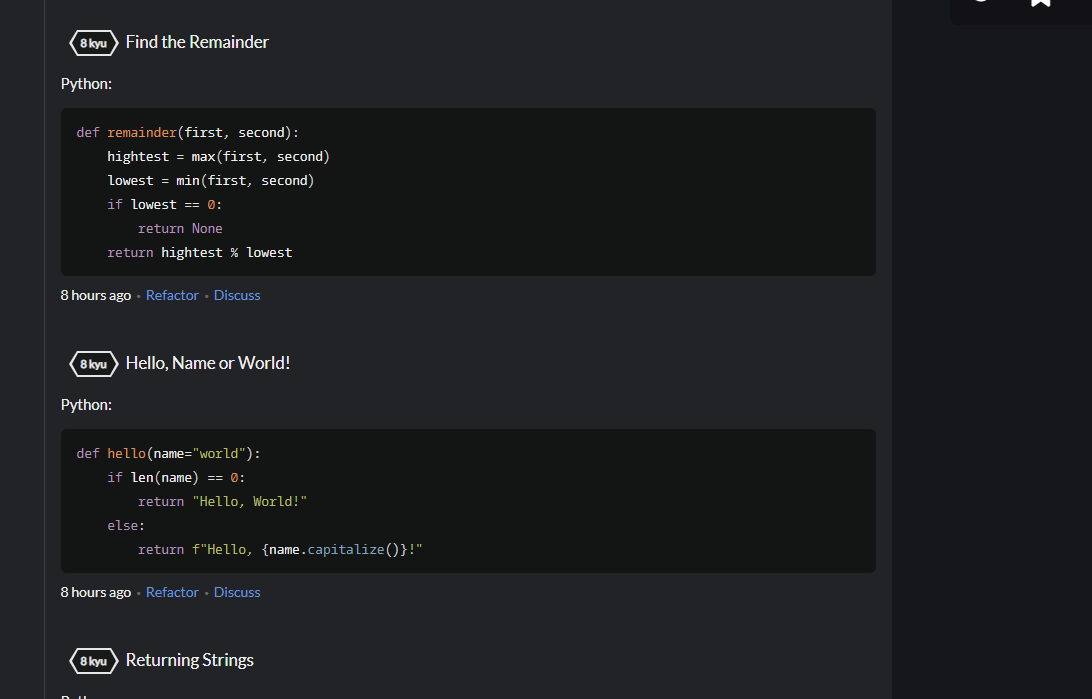 8 kyu Find the Remainder
Python:
def remainder(first, second):
    hightest = max(first, second)
    lowest = min(first, second)
    if lowest == 0:
        return None
    return hightest % lowest
8 hours ago • Refactor • Discuss
8 kyu Hello, Name or World!
Python:
def hello(name="world"):
    if len(name) == 0:
        return "Hello, World!"
    else:
        return f"Hello, {name.capitalize()}!"
8 hours ago • Refactor • Discuss
8 kyu Returning Strings